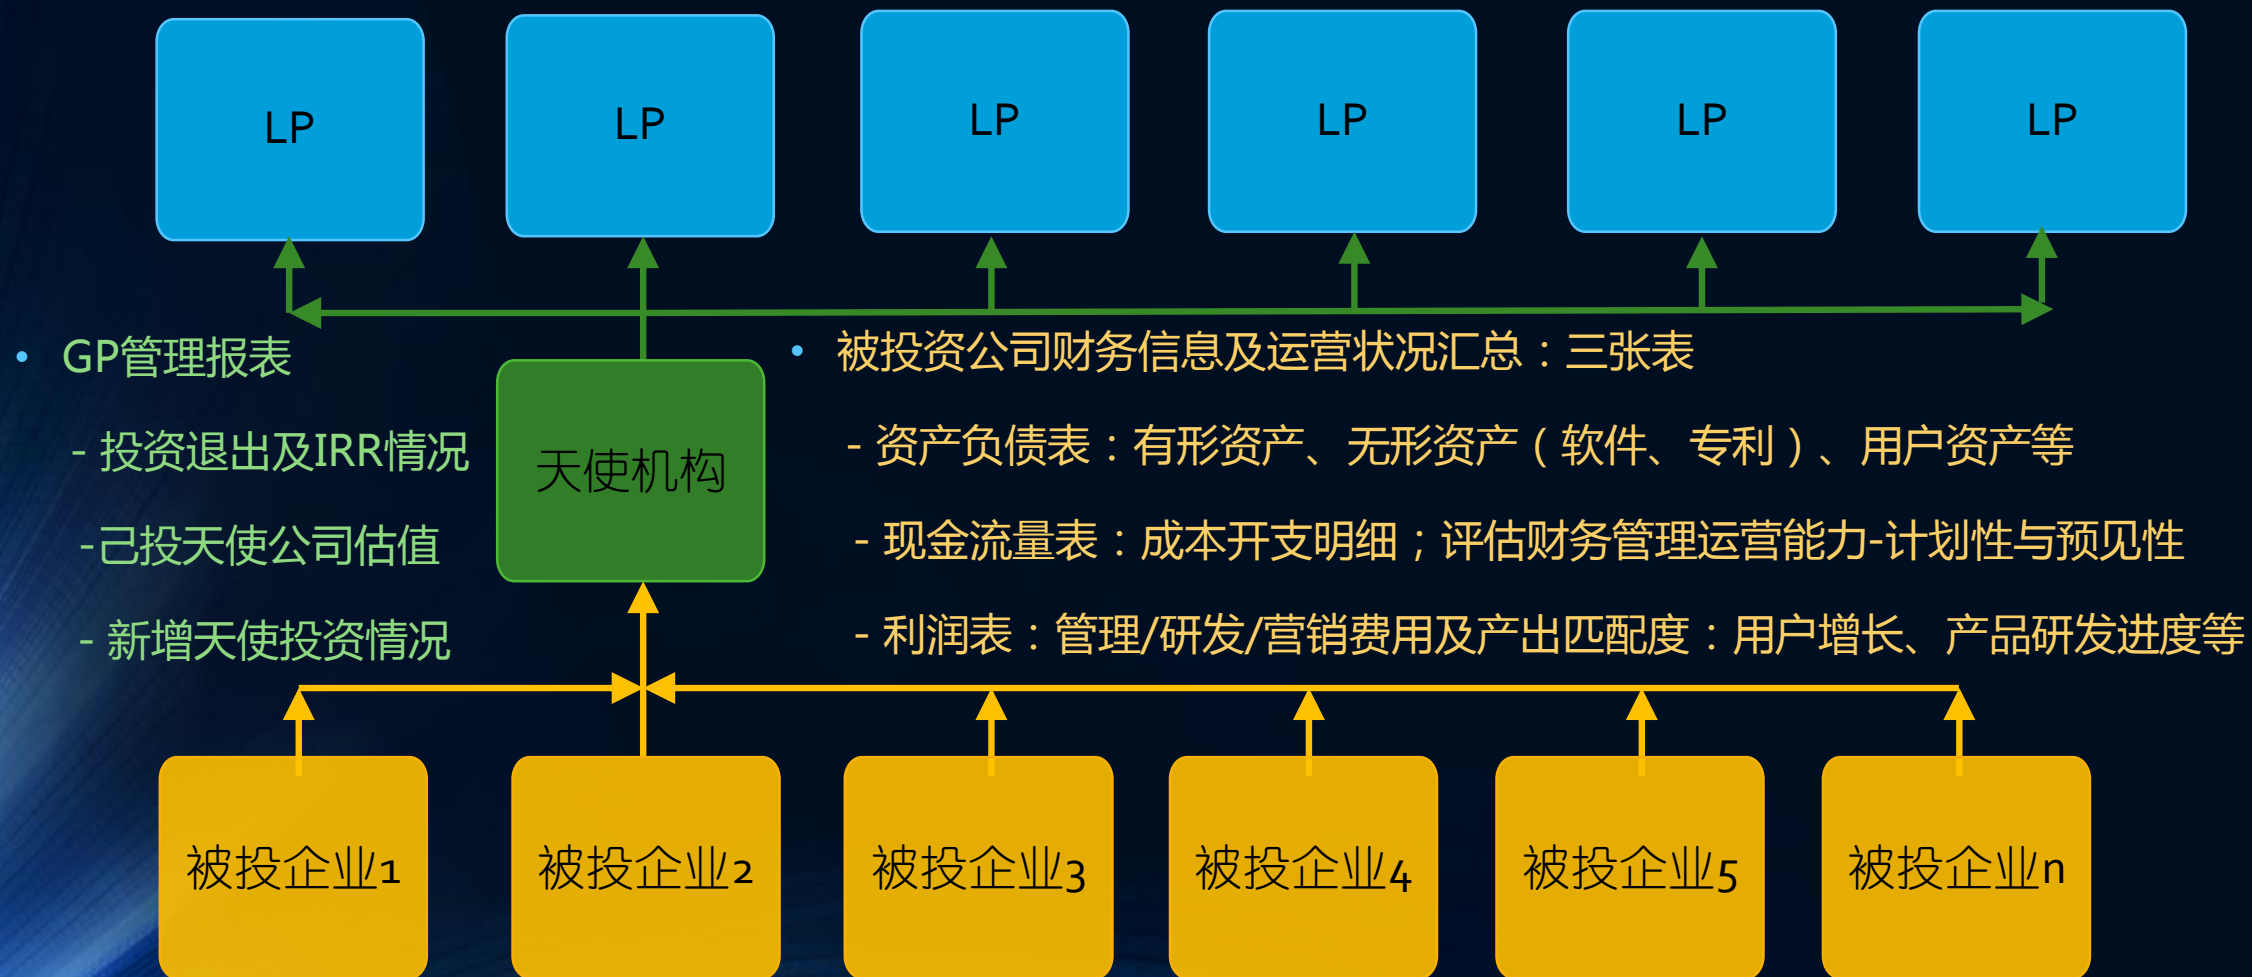 LP
LP
LP
LP
LP
LP
• GP管理报表
- 投资退出及IRR情况
-己投天使公司估值
- 新增天使投资情况
天使机构
• 被投资公司财务信息及运营状况汇总：三张表
- 资产负债表：有形资产、无形资产（软件、专利）、用户资产等
- 现金流量表：成本开支明细；评估财务管理运营能力-计划性与预见性
- 利润表：管理/研发/营销费用及产出匹配度：用户增长、产品研发进度等
被投企业1
被投企业2
被投企业3
被投企业4
被投企业5
被投企业n